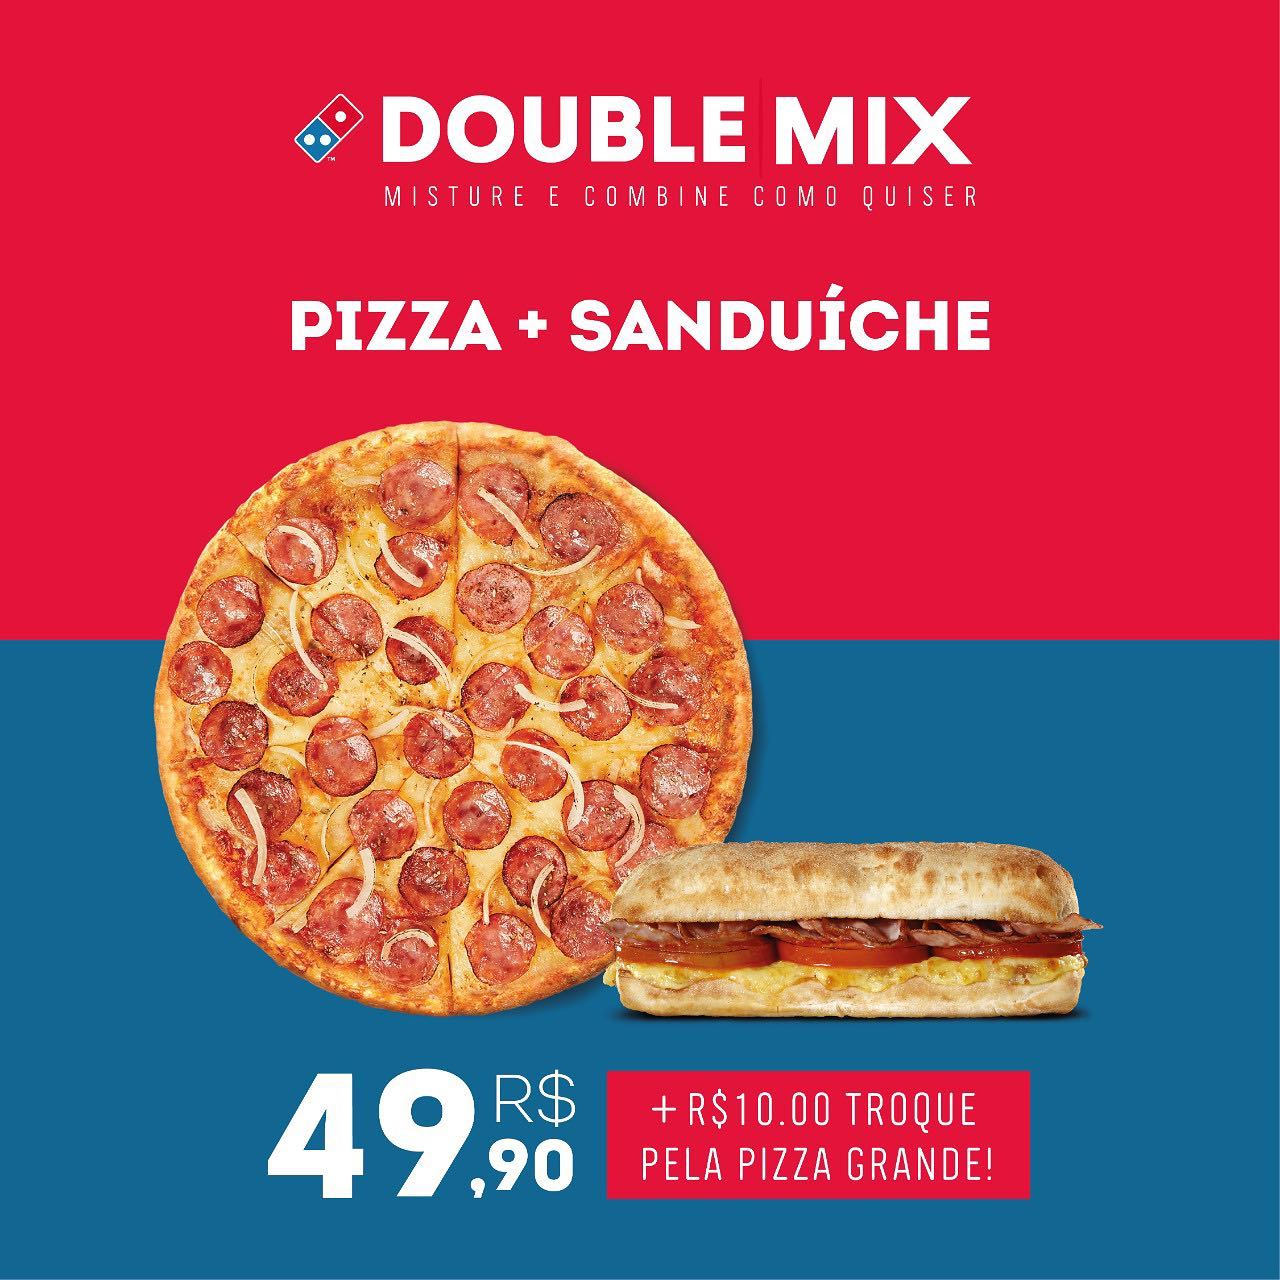 DOUBLE MIX
MISTURE E COMBINE COMO QUISER
PIZZA + SANDUÍCHE
R$ 49,90
+ R$10.00 TROQUE
PELA PIZZA GRANDE!